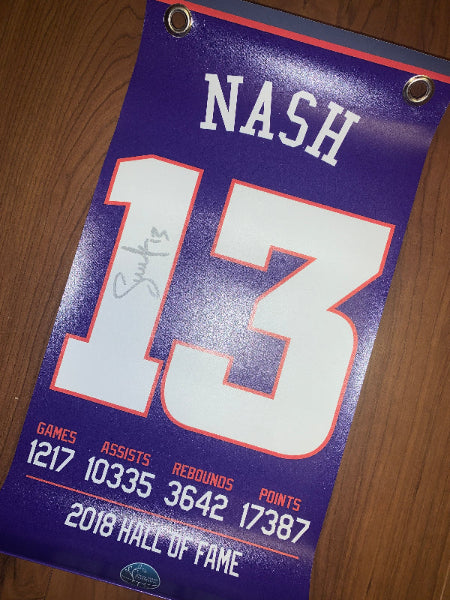 NASH
13
GAMES ASSISTS REBOUNDS POINTS
1217 10335 3642 17387
2018 HALL OF FAME